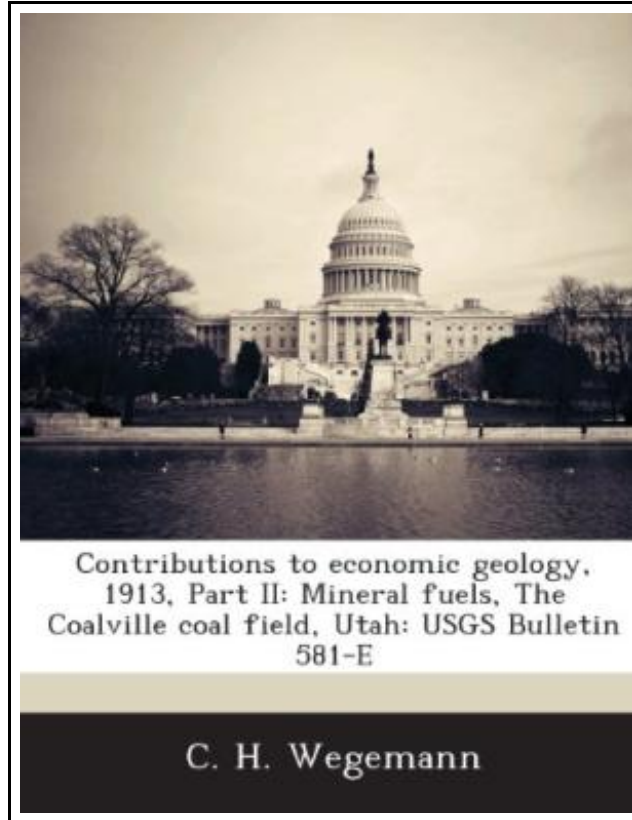 Contributions to economic geology,
1913, Part II: Mineral fuels, The
Coalville coal field, Utah: USGS Bulletin
581-E
C. H. Wegemann